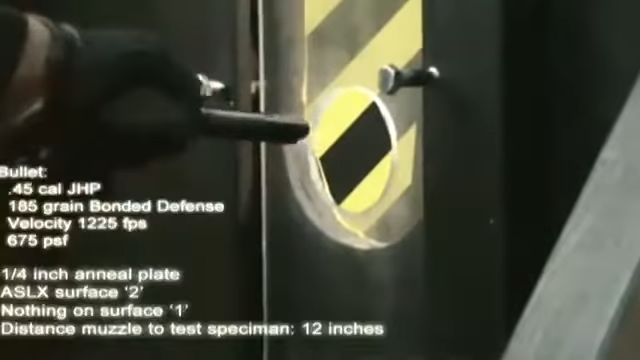 Bullet:
.45 cal JHP
185 grain Bonded Defense
Velocity 1225 fps
675 psf
1/4 inch anneal plate
ASLX surface '2'
Nothing on surface '1'
Distance muzzle to test speciman: 12 inches